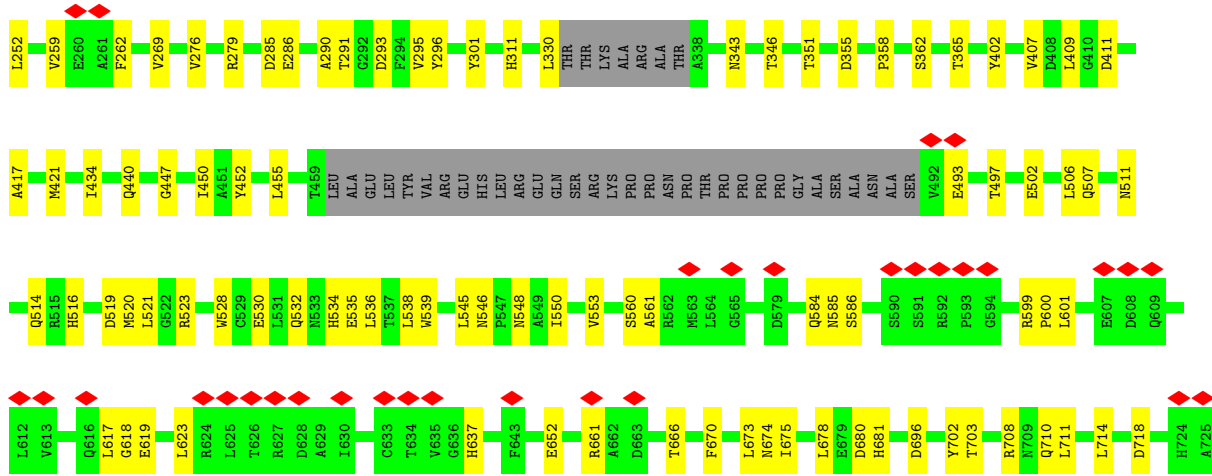 L252 V259 E260 A261 F262 V269 V276 R279 D285 E286 A290 T291 G292 D293 F294 V295 Y296 Y301 H311 L330 THR THR LYS ALA ARG ALA THR A338 N343 T346 T351 D355 P358 S362 T365 Y402 V407 D408 L409 G410 D411
A417 M421 I434 Q440 G447 I450 A451 Y452 L455 T459 LEU ALA GLU LEU TYR VAL ARG GLU HIS LEU ARG GLU GLN SER ARG LYS PRO PRO ASN PRO THR PRO PRO PRO PRO GLY ALA SER ALA ASN ALA SER V492 E493 T497 E502 L506 Q507 N511
Q514 R515 H516 D519 M520 L521 G522 R523 W528 C529 E530 L531 Q532 N533 H534 E535 L536 T537 L538 W539 L545 N546 P547 N548 A549 I550 V553 S560 A561 R562 M563 L564 G565 D579 Q584 N585 S586 S590 S591 R592 P593 G594 R599 P600 L601 E607 D608 Q609
L612 V613 Q616 L617 G618 E619 L623 R624 L625 T626 R627 D628 A629 I630 C633 T634 V635 G636 H637 F643 E652 R661 A662 D663 T666 F670 L673 N674 I675 L678 E679 D680 H681 D696 Y702 T703 R708 N709 Q710 L711 L714 D718 H724 A725